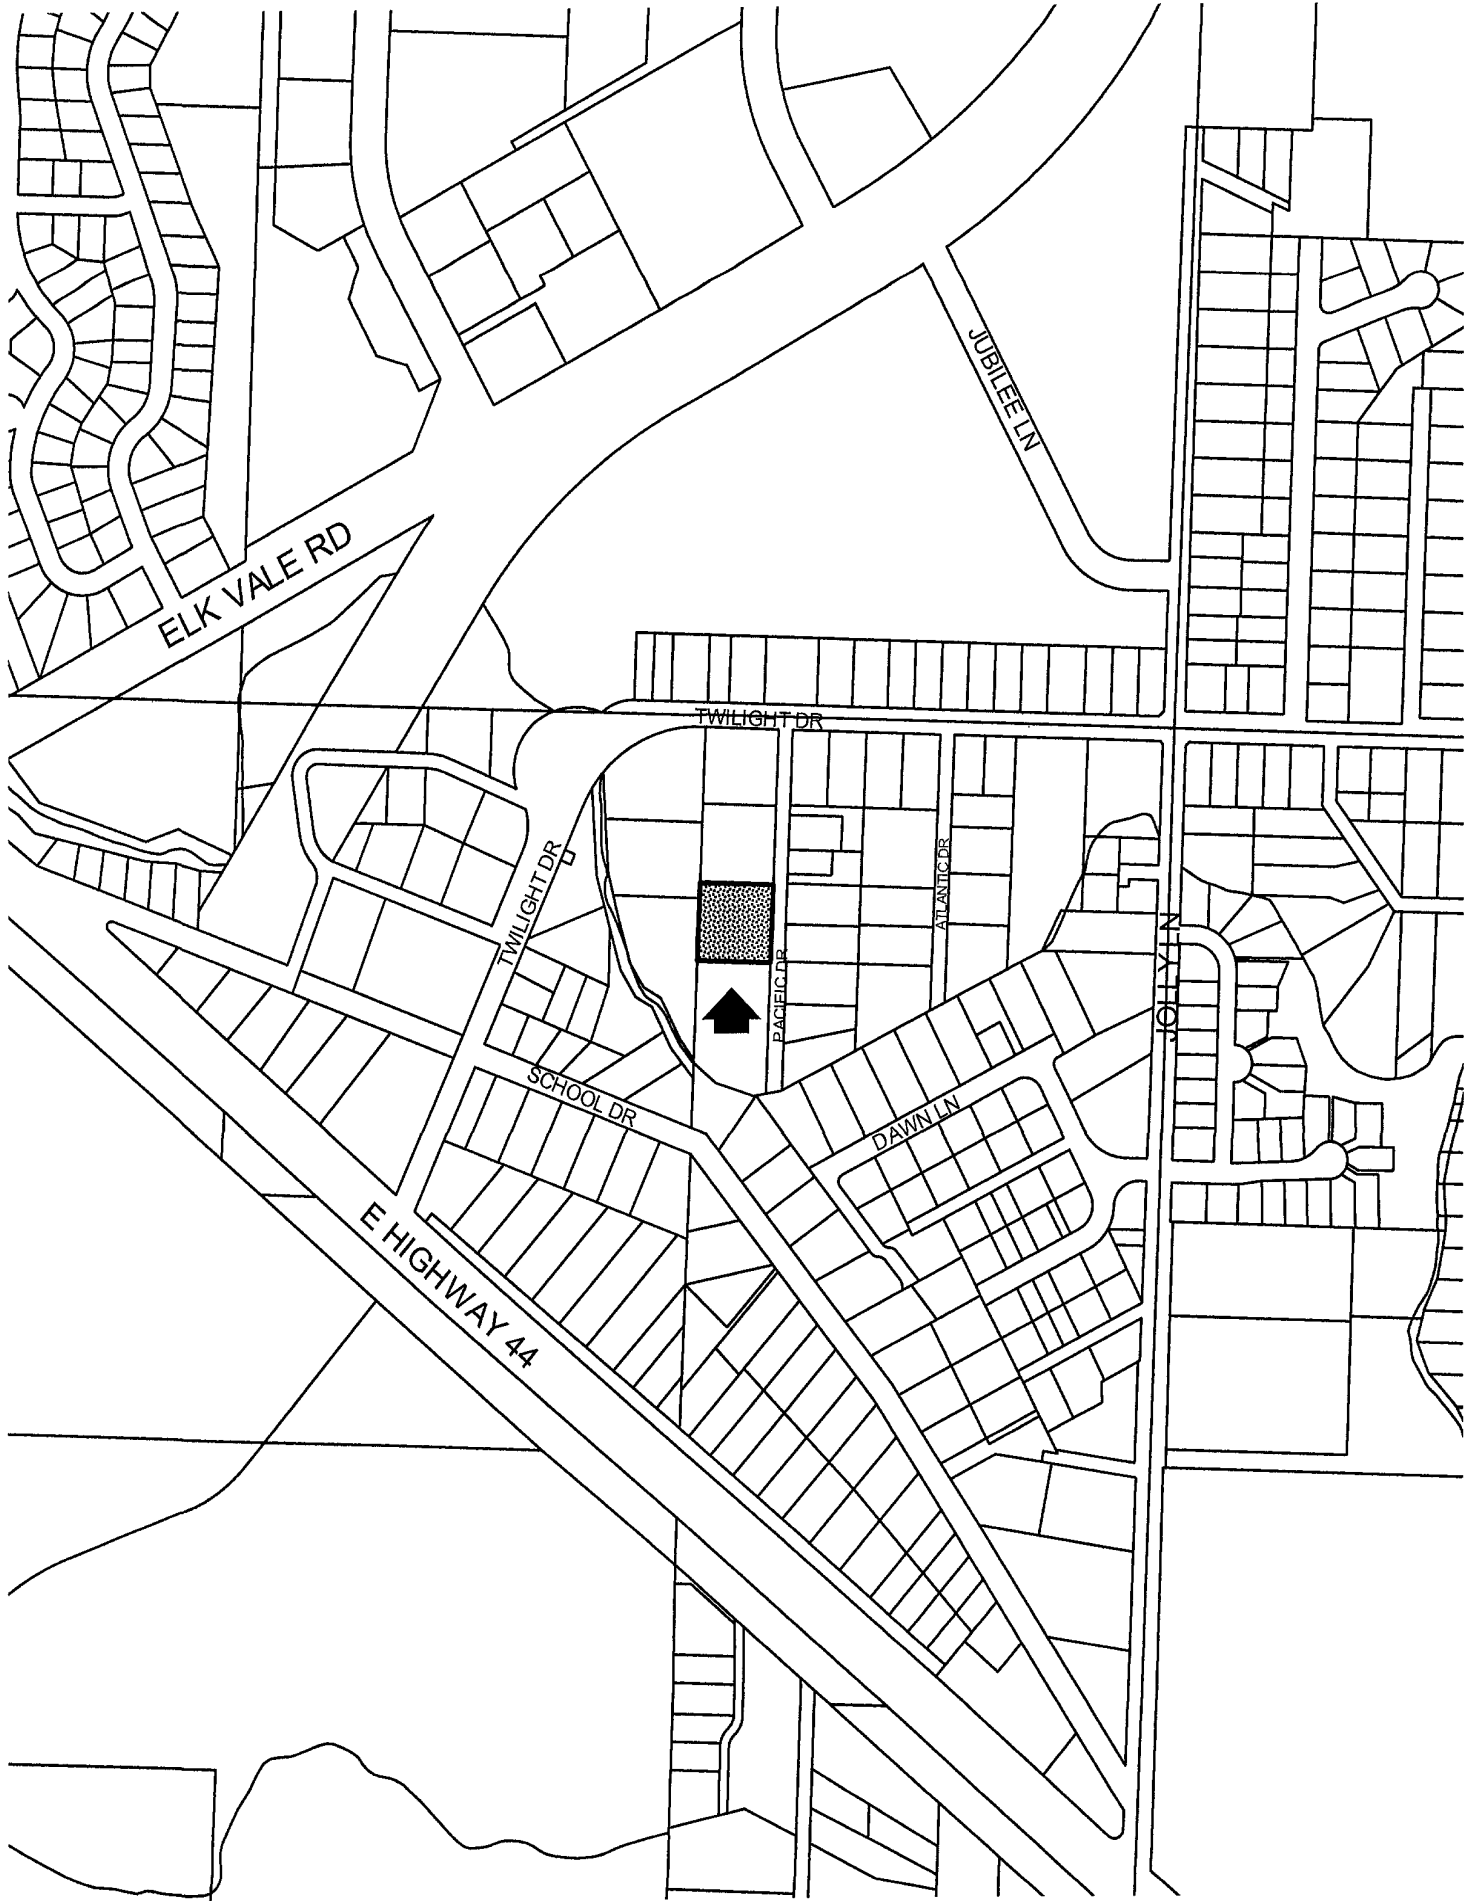 JUBILEE LN
ELK VALE RD
TWILIGHT DR
TWILIGHT DR
ATLANTIC DR
PACIFIC DR
JOLLY LN
SCHOOL DR
DAWN LN
E HIGHWAY 44